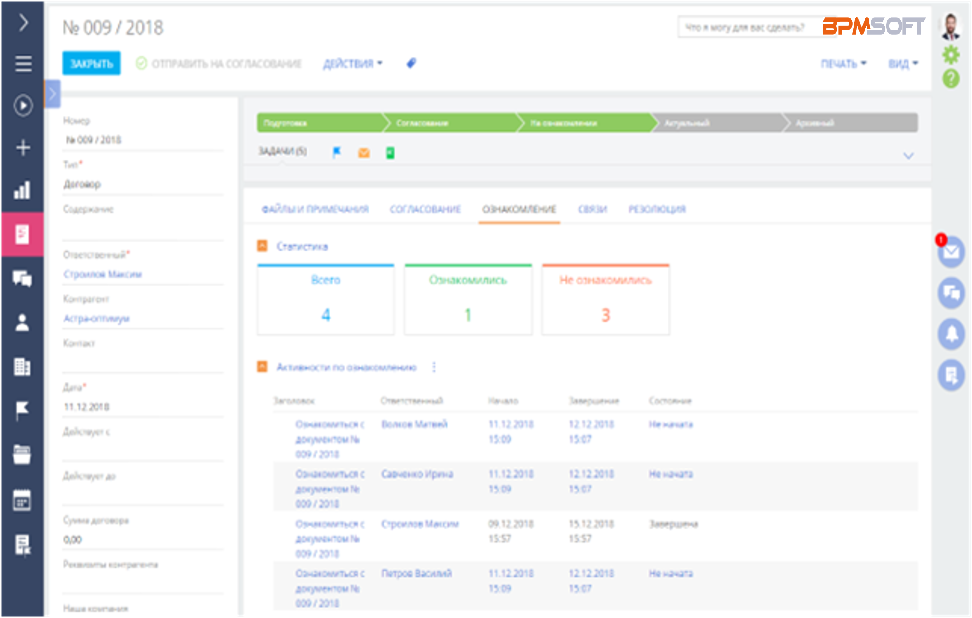 № 009 / 2018
Что я могу для вас сделать?
BPMSOFT
ЗАКРЫТЬ
ОТПРАВИТЬ НА СОГЛАСОВАНИЕ
ДЕЙСТВИЯ
ПЕЧАТЬ
ВИД
Номер
№ 009 / 2018
Тип*
Договор
Содержание
Ответственный*
Строилов Максим
Контрагент
Астра-оптимум
Контакт
Дата*
11.12.2018
Действует с
Действует до
Сумма договора
0,00
Реквизиты контрагента
Наша компания
Подготовка
Согласование
На ознакомлении
Актуальный
Архивный
ЗАДАЧИ (5)
ФАЙЛЫ И ПРИМЕЧАНИЯ
СОГЛАСОВАНИЕ
ОЗНАКОМЛЕНИЕ
СВЯЗИ
РЕЗОЛЮЦИЯ
Статистика
Всего
4
Ознакомились
1
Не ознакомились
3
Активности по ознакомлению
Заголовок Ответственный Начало Завершение Состояние
Ознакомиться с Волков Матвей 11.12.2018 12.12.2018 Не начата
документом № 15:09 15:07
009 / 2018
Ознакомиться с Савченко Ирина 11.12.2018 12.12.2018 Не начата
документом № 15:09 15:07
009 / 2018
Ознакомиться с Строилов Максим 09.12.2018 15.12.2018 Завершена
документом № 15:57 15:57
009 / 2018
Ознакомиться с Петров Василий 11.12.2018 12.12.2018 Не начата
документом № 15:09 15:07
009 / 2018
1